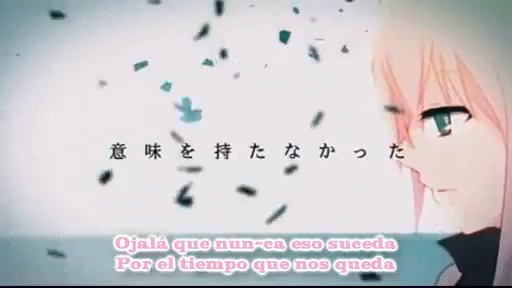 意味を持たなかった
Ojalá que nun~ca eso suceda
Por el tiempo que nos queda